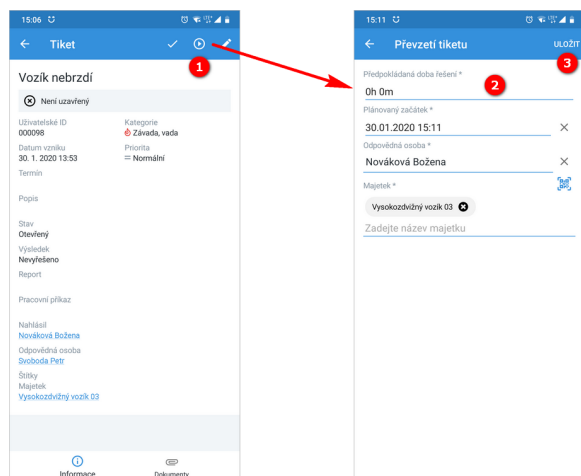 15:06
Tiket
1
Vozík nebrzdí
Není uzavřený
Uživatelské ID
000098
Kategorie
Závada, vada
Datum vzniku
30. 1. 2020 13:53
Priorita
Normální
Termín
Popis
Stav
Otevřený
Výsledek
Nevyřešeno
Report
Pracovní příkaz
Nahlásil
Nováková Božena
Odpovědná osoba
Svoboda Petr
Štítky
Majetek
Vysokozdvižný vozík 03
Informace
Dokumenty
15:11
Převzetí tiketu
ULOŽIT
3
Předpokládaná doba řešení *
0h 0m
2
Plánovaný začátek *
30.01.2020 15:11
Odpovědná osoba *
Nováková Božena
Majetek *
Vysokozdvižný vozík 03
Zadejte název majetku